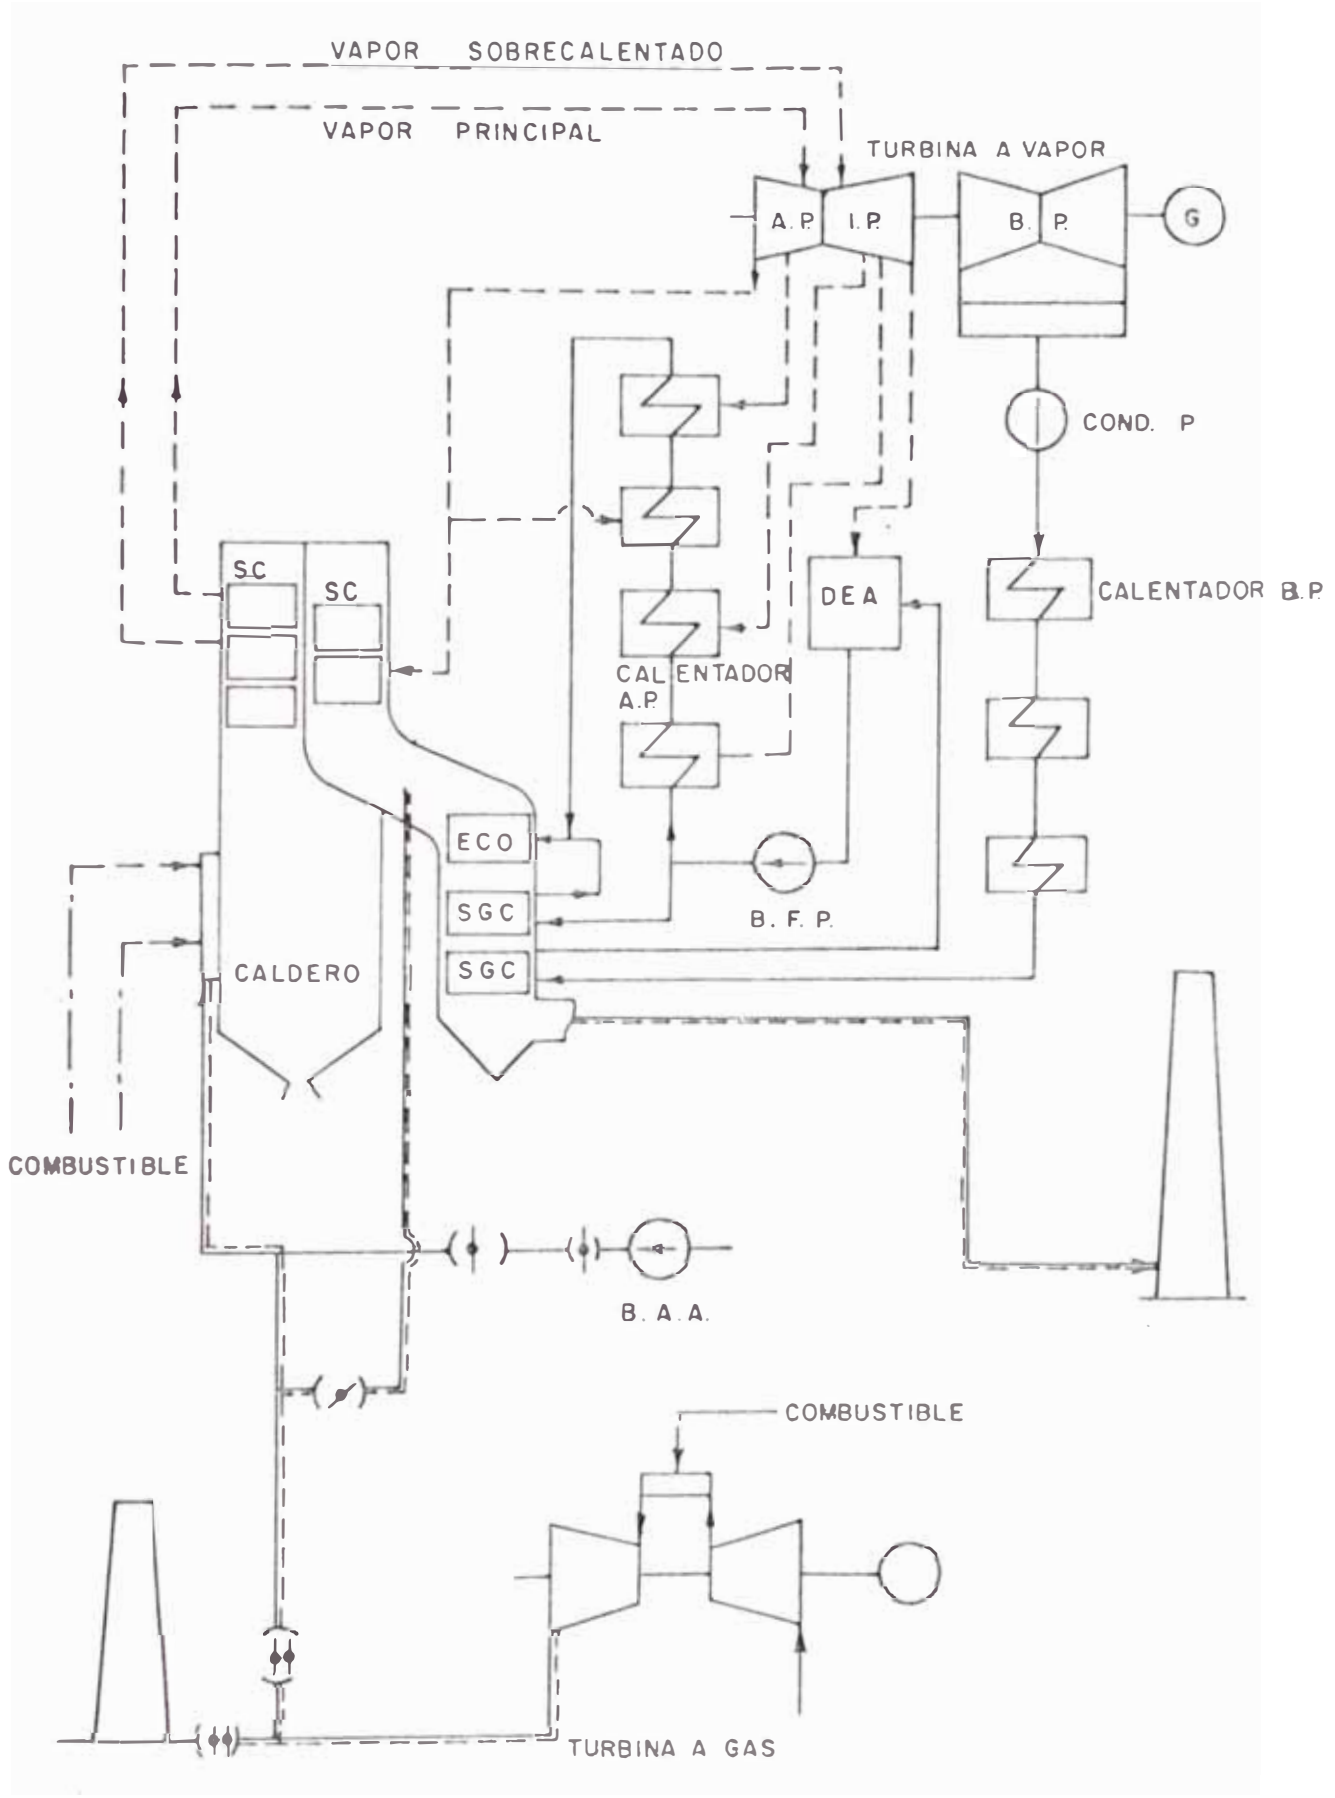 VAPOR SOBRECALENTADO
VAPOR PRINCIPAL
TURBINA A VAPOR
A.P.
I.P.
B. P.
G
COND. P
SC
SC
DEA
CALENTADOR B.P.
CALENTADOR
A.P.
ECO
SGC
B. F. P.
SGC
CALDERO
COMBUSTIBLE
B. A. A.
COMBUSTIBLE
TURBINA A GAS